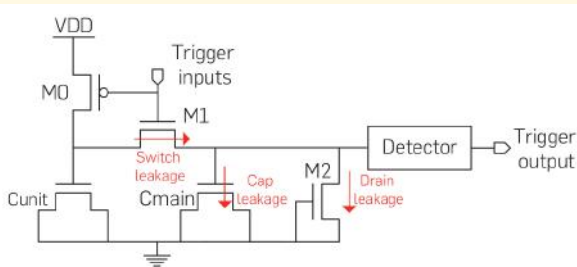 VDD
Trigger
inputs
M0
M1
Switch
leakage
Cunit
Cmain
Cap
leakage
M2
Drain
leakage
Detector
Trigger
output